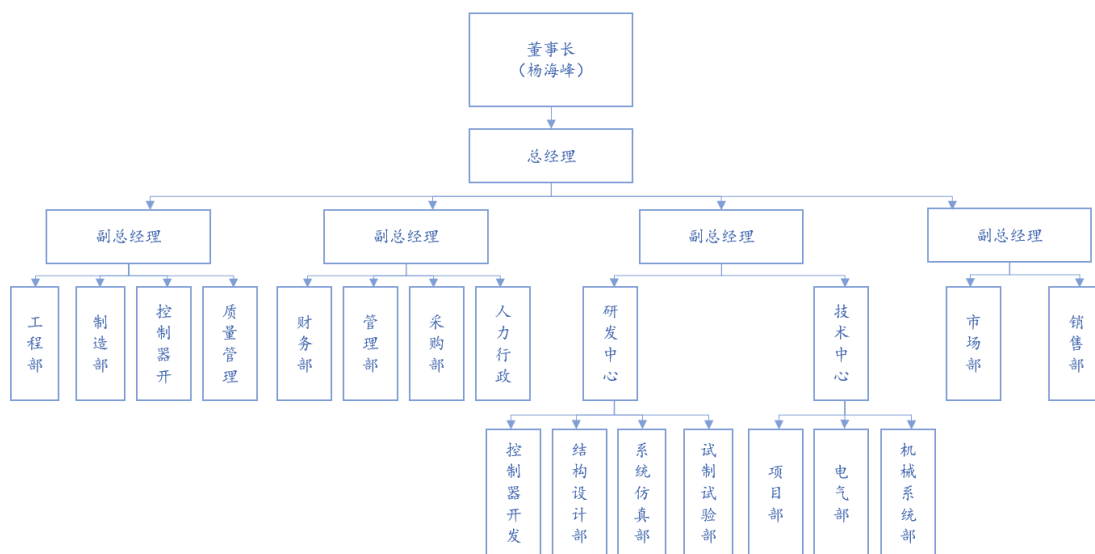 董事长
（杨海峰）
总经理
副总经理
副总经理
副总经理
副总经理
工程部
制造部
控制器开
质量管理
财务部
管理部
采购部
人力行政
研发中心
技术中心
市场部
销售部
控制器开发
结构设计部
系统仿真部
试制试验部
项目部
电气部
机械系统部